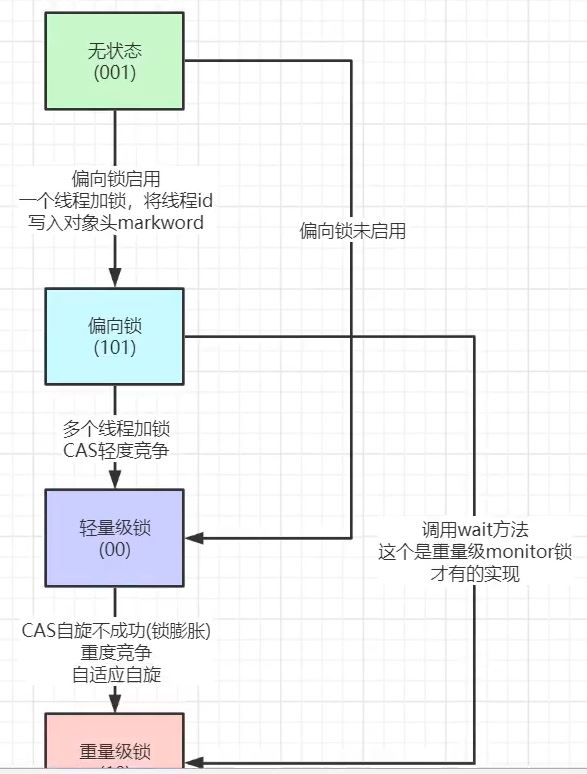 无状态
(001)
偏向锁启用
一个线程加锁，将线程id
写入对象头markword
偏向锁未启用
偏向锁
(101)
多个线程加锁
CAS轻度竞争
轻量级锁
(00)
调用wait方法
这个是重量级monitor锁
才有的实现
CAS自旋不成功(锁膨胀)
重度竞争
自适应自旋
重量级锁